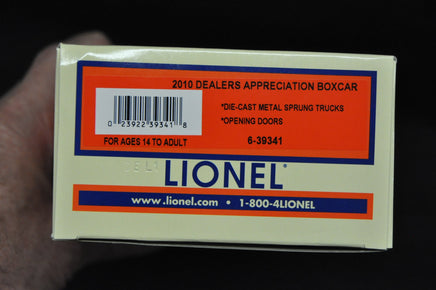 2010 DEALERS APPRECIATION BOXCAR
*DIE-CAST METAL SPRUNG TRUCKS
*OPENING DOORS
0 23922 39341 8
FOR AGES 14 TO ADULT
6-39341
LIONEL®
www.lionel.com • 1-800-4LIONEL